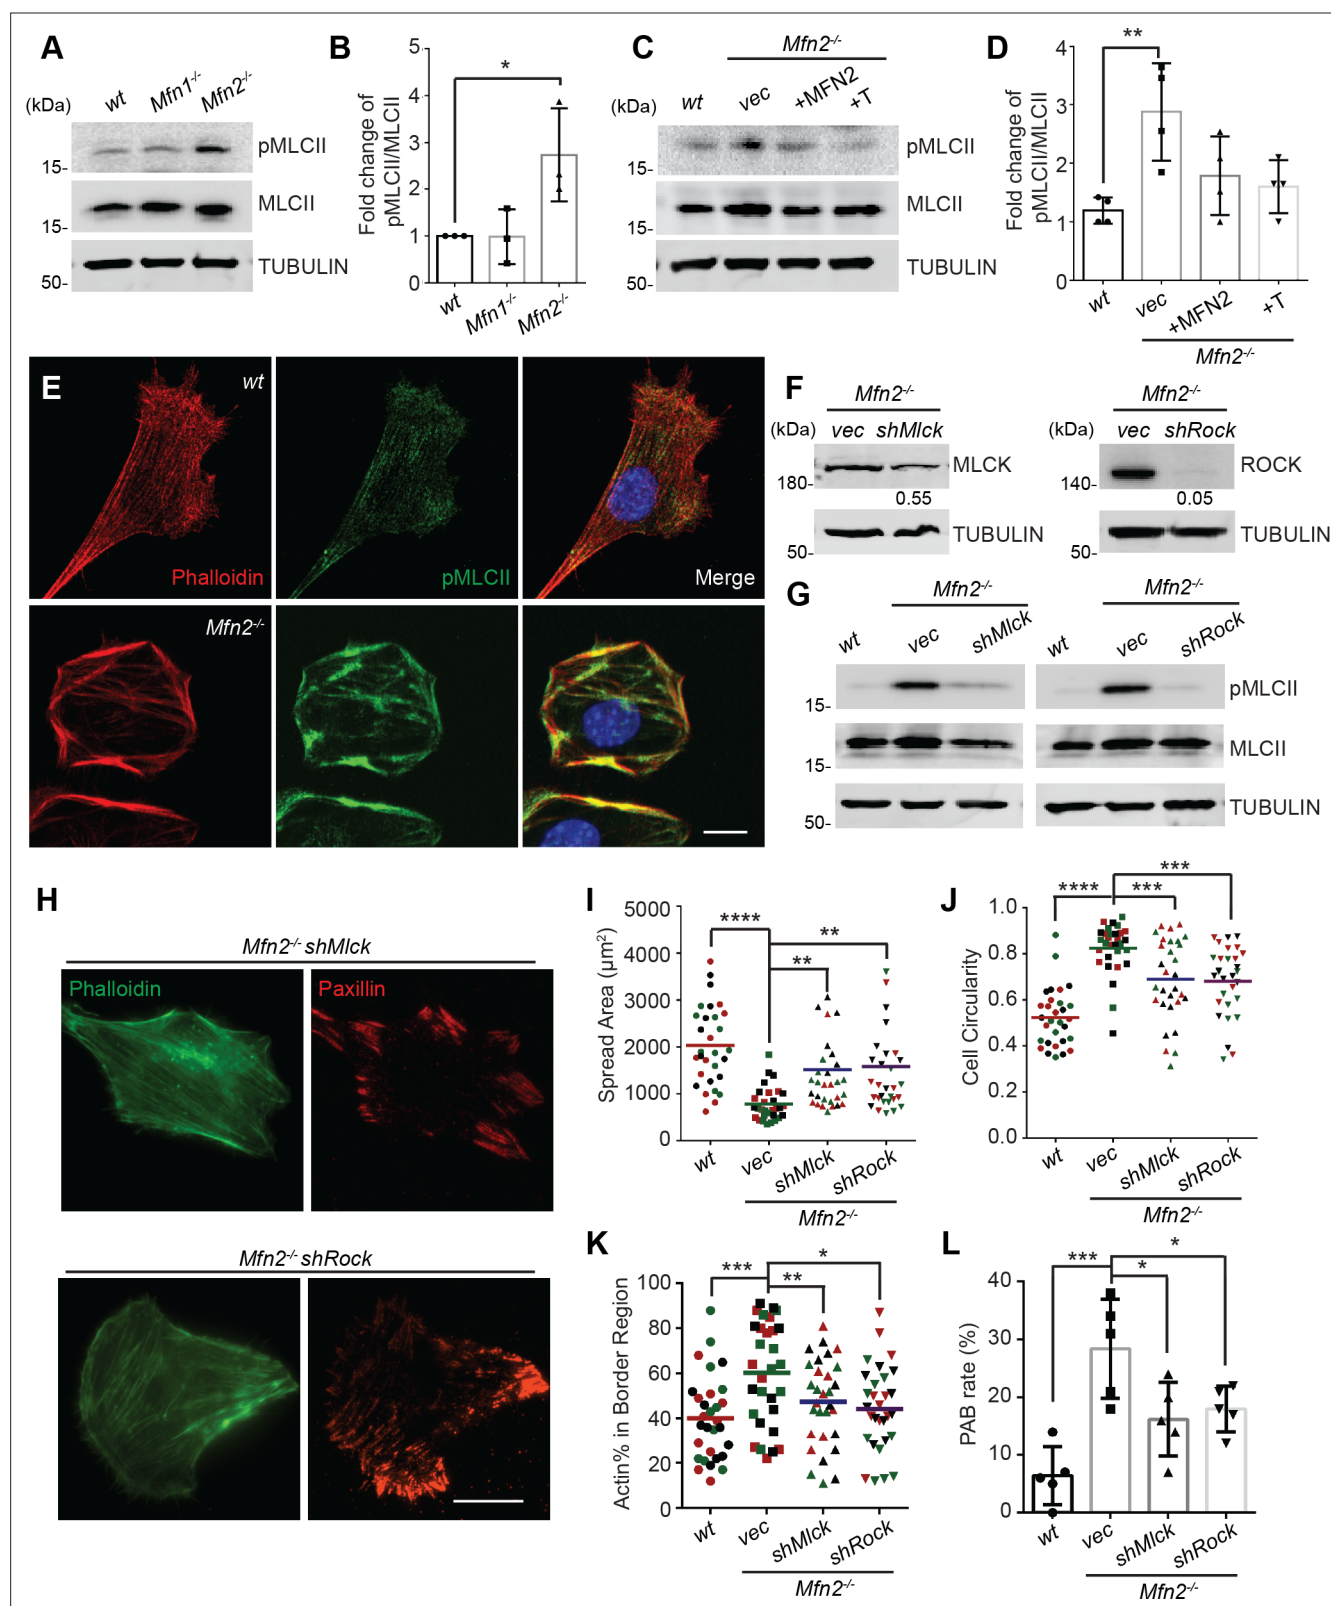 A
(kDa)
wt Mfn1-/- Mfn2-/-
pMLCII
15-
MLCII
15-
TUBULIN
50-
B
Fold change of
pMLCII/MLCII
5
4
3
2
1
0
*
wt Mfn1-/- Mfn2-/-
C
Mfn2-/-
(kDa)
wt vec +MFN2 +T
pMLCII
15-
MLCII
15-
TUBULIN
50-
D
Fold change of
pMLCII/MLCII
4
3
2
1
0
**
wt vec +MFN2 +T
Mfn2-/-
E
wt
Phalloidin
pMLCII
Merge
Mfn2-/-
F
Mfn2-/-
(kDa) vec shMlck
MLCK
180-
0.55
TUBULIN
50-
Mfn2-/-
(kDa) vec shRock
ROCK
140-
0.05
TUBULIN
50-
G
Mfn2-/-
wt vec shMlck
Mfn2-/-
wt vec shRock
pMLCII
15-
MLCII
15-
TUBULIN
50-
H
Mfn2-/- shMlck
Phalloidin
Paxillin
Mfn2-/- shRock
I
Spread Area (µm2)
5000
4000
3000
2000
1000
0
****
**
**
wt vec shMlck shRock
Mfn2-/-
J
Cell Circularity
1.0
0.8
0.6
0.4
0.2
0.0
***
**** ***
wt vec shMlck shRock
Mfn2-/-
K
Actin% in Border Region
100
80
60
40
20
0
*
*** **
wt vec shMlck shRock
Mfn2-/-
L
PAB rate (%)
40
30
20
10
0
*
*** *
wt vec shMlck shRock
Mfn2-/-